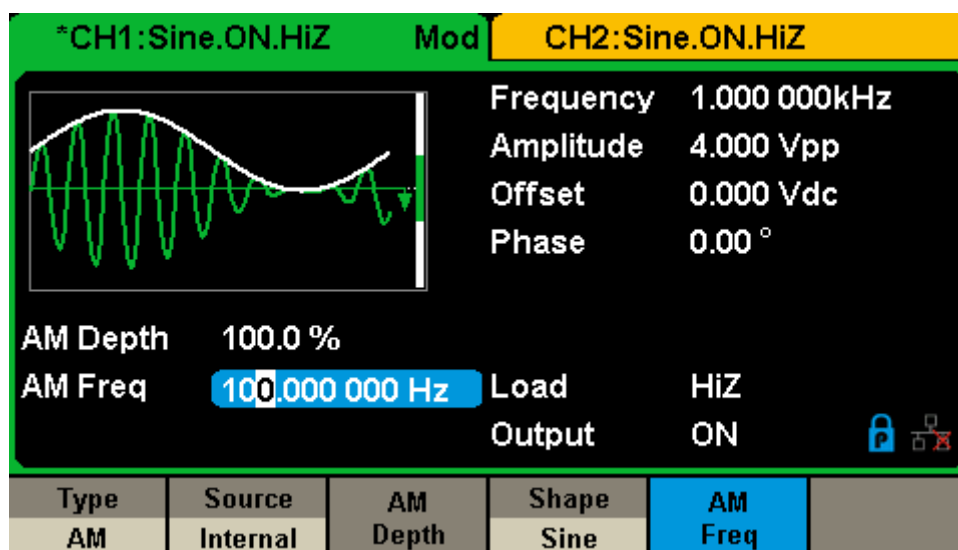 *CH1:Sine.ON.HiZ Mod CH2:Sine.ON.HiZ
Frequency 1.000 000kHz
Amplitude 4.000 Vpp
Offset 0.000 Vdc
Phase 0.00 °
AM Depth 100.0 %
AM Freq 100.000 000 Hz Load HiZ
Output ON
P
Type Source AM Shape AM
AM Internal Depth Sine Freq